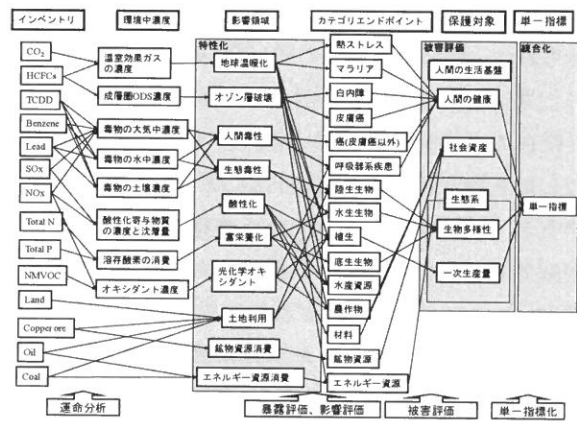 インベントリ
環境中濃度
影響領域
カテゴリエンドポイント
保護対象
単一指標
特性化
被害評価
統合化
CO2
HCFCs
TCDD
Benzene
Lead
SOx
NOx
Total N
Total P
NMVOC
Land
Copper ore
Oil
Coal
温室効果ガス
の濃度
成層圏ODS濃度
毒物の大気中濃度
毒物の水中濃度
毒物の土壌濃度
酸性化寄与物質
の濃度と沈着量
溶存酸素の消費
オキシダント濃度
地球温暖化
オゾン層破壊
人間毒性
生態毒性
酸性化
富栄養化
光化学オキ
シダント
土地利用
鉱物資源消費
エネルギー資源消費
熱ストレス
マラリア
白内障
皮膚癌
癌(皮膚癌以外)
呼吸器系疾患
陸生生物
水生生物
植生
底生生物
水産資源
農作物
材料
鉱物資源
エネルギー資源
人間の生活基盤
人間の健康
社会資産
生態系
生物多様性
一次生産量
単一指標
運命分析
暴露評価、影響評価
被害評価
単一指標化